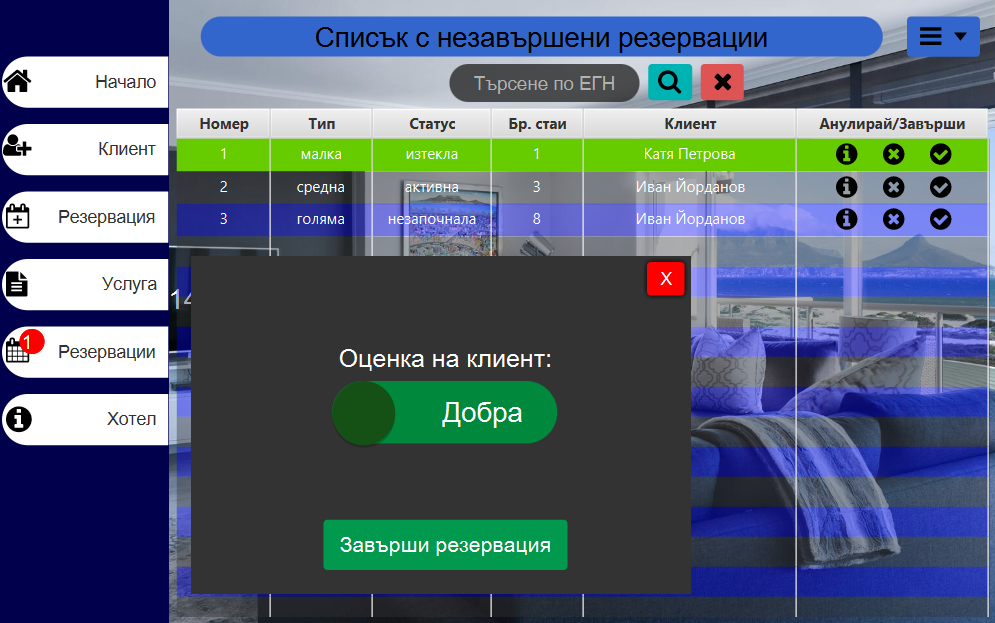 Списък с незавършени резервации
Търсене по ЕГН
Начало
Клиент
Резервация
Услуга
1
Резервации
Хотел
Номер Тип Статус Бр. стаи Клиент Анулирай/Завърши
1 малка изтекла 1 Катя Петрова
2 средна активна 3 Иван Йорданов
3 голяма незапочнала 8 Иван Йорданов
14
X
Оценка на клиент:
Добра
Завърши резервация